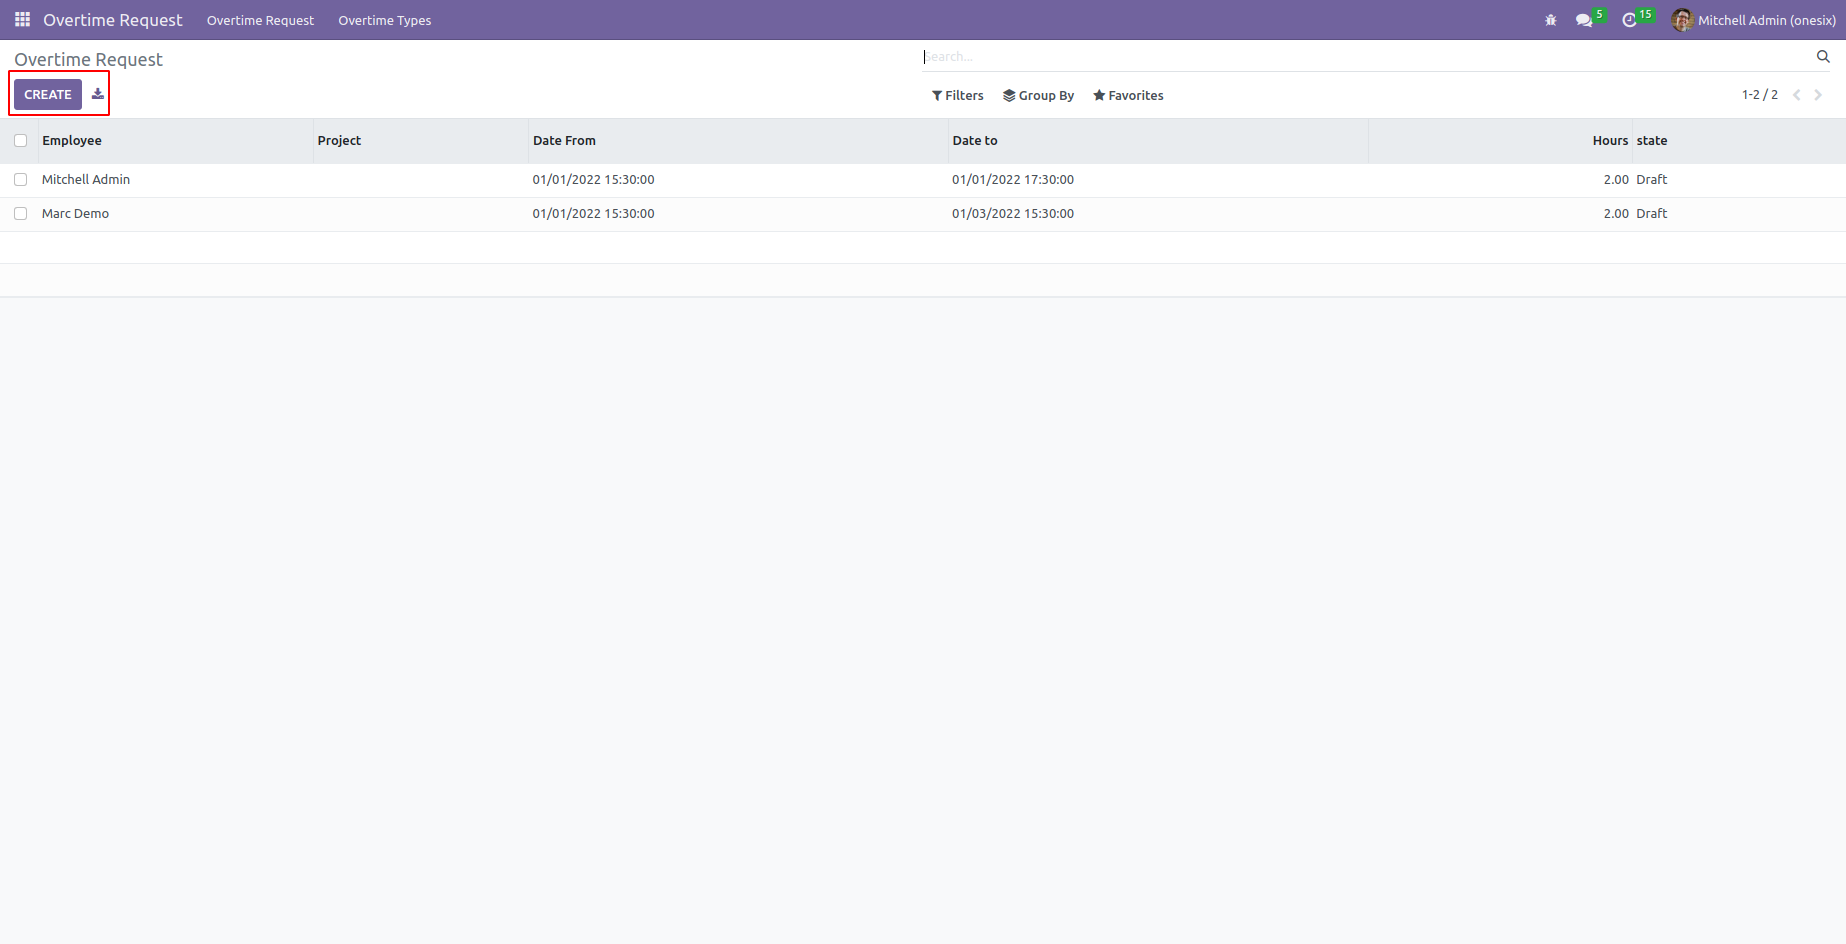 Overtime Request Overtime Request Overtime Types 5 15 Mitchell Admin (onesix)
Overtime Request Search...
CREATE Filters Group By Favorites 1-2 / 2
Employee Project Date From Date to Hours state
Mitchell Admin 01/01/2022 15:30:00 01/01/2022 17:30:00 2.00 Draft
Marc Demo 01/01/2022 15:30:00 01/03/2022 15:30:00 2.00 Draft